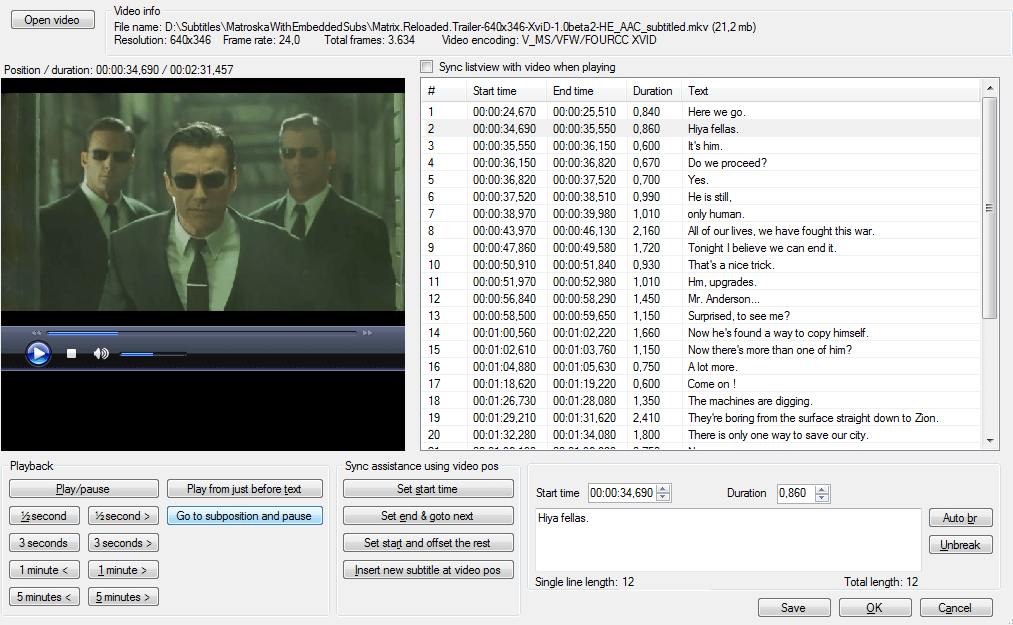 Open video
Video info
File name: D:\Subtitles\MatroskaWithEmbeddedSubs\Matrix.Reloaded.Trailer-640x346-XviD-1.0beta2-HE_AAC_subtitled.mkv (21,2 mb)
Resolution: 640x346 Frame rate: 24,0 Total frames: 3.634 Video encoding: V_MS/VFW/FOURCC XVID
Position / duration: 00:00:34,690 / 00:02:31,457
Sync listview with video when playing
# Start time End time Duration Text
1 00:00:24,670 00:00:25,510 0,840 Here we go.
2 00:00:34,690 00:00:35,550 0,860 Hiya fellas.
3 00:00:35,550 00:00:36,150 0,600 It's him.
4 00:00:36,150 00:00:36,820 0,670 Do we proceed?
5 00:00:36,820 00:00:37,520 0,700 Yes.
6 00:00:37,520 00:00:38,510 0,990 He is still,
7 00:00:38,970 00:00:39,980 1,010 only human.
8 00:00:43,970 00:00:46,130 2,160 All of our lives, we have fought this war.
9 00:00:47,860 00:00:49,580 1,720 Tonight I believe we can end it.
10 00:00:50,910 00:00:51,840 0,930 That's a nice trick.
11 00:00:51,970 00:00:52,980 1,010 Hm, upgrades.
12 00:00:56,840 00:00:58,290 1,450 Mr. Anderson...
13 00:00:58,500 00:00:59,650 1,150 Surprised, to see me?
14 00:01:00,560 00:01:02,220 1,660 Now he's found a way to copy himself.
15 00:01:02,610 00:01:03,760 1,150 Now there's more than one of him?
16 00:01:04,880 00:01:05,630 0,750 A lot more.
17 00:01:18,620 00:01:19,220 0,600 Come on !
18 00:01:26,730 00:01:28,080 1,350 The machines are digging.
19 00:01:29,210 00:01:31,620 2,410 They're boring from the surface straight down to Zion.
20 00:01:32,280 00:01:34,080 1,800 There is only one way to save our city.
Playback
Play/pause
Play from just before text
½ second
½ second >
Go to subposition and pause
3 seconds
3 seconds >
1 minute <
1 minute >
5 minutes <
5 minutes >
Sync assistance using video pos
Set start time
Set end & goto next
Set start and offset the rest
Insert new subtitle at video pos
Start time 00:00:34,690 Duration 0,860
Hiya fellas.
Auto br
Unbreak
Single line length: 12 Total length: 12
Save OK Cancel